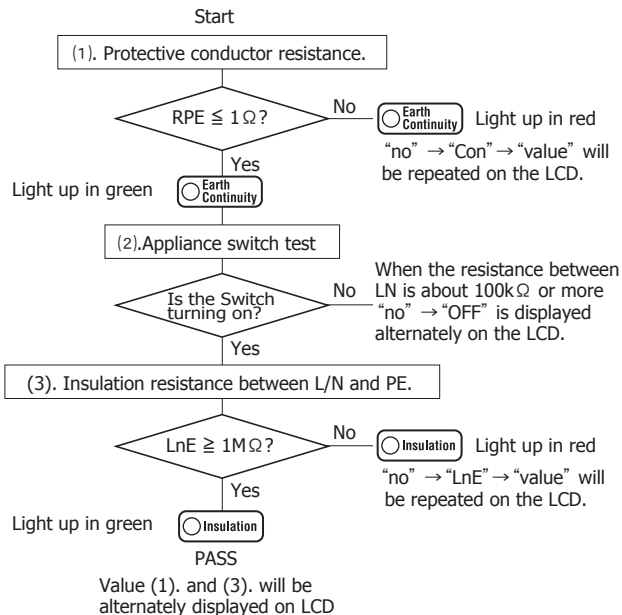 Start
(1). Protective conductor resistance.
RPE ≦ 1Ω?
No
Earth
Continuity
Light up in red
“no” →“Con”→“value” will
be repeated on the LCD.
Yes
Light up in green
Earth
Continuity
(2).Appliance switch test
Is the Switch
turning on?
No
When the resistance between
LN is about 100kΩ or more
“no” →“OFF” is displayed
alternately on the LCD.
Yes
(3). Insulation resistance between L/N and PE.
LnE ≧ 1MΩ?
No
Insulation
Light up in red
“no” →“LnE”→“value” will
be repeated on the LCD.
Yes
Light up in green
Insulation
PASS
Value (1). and (3). will be
alternately displayed on LCD